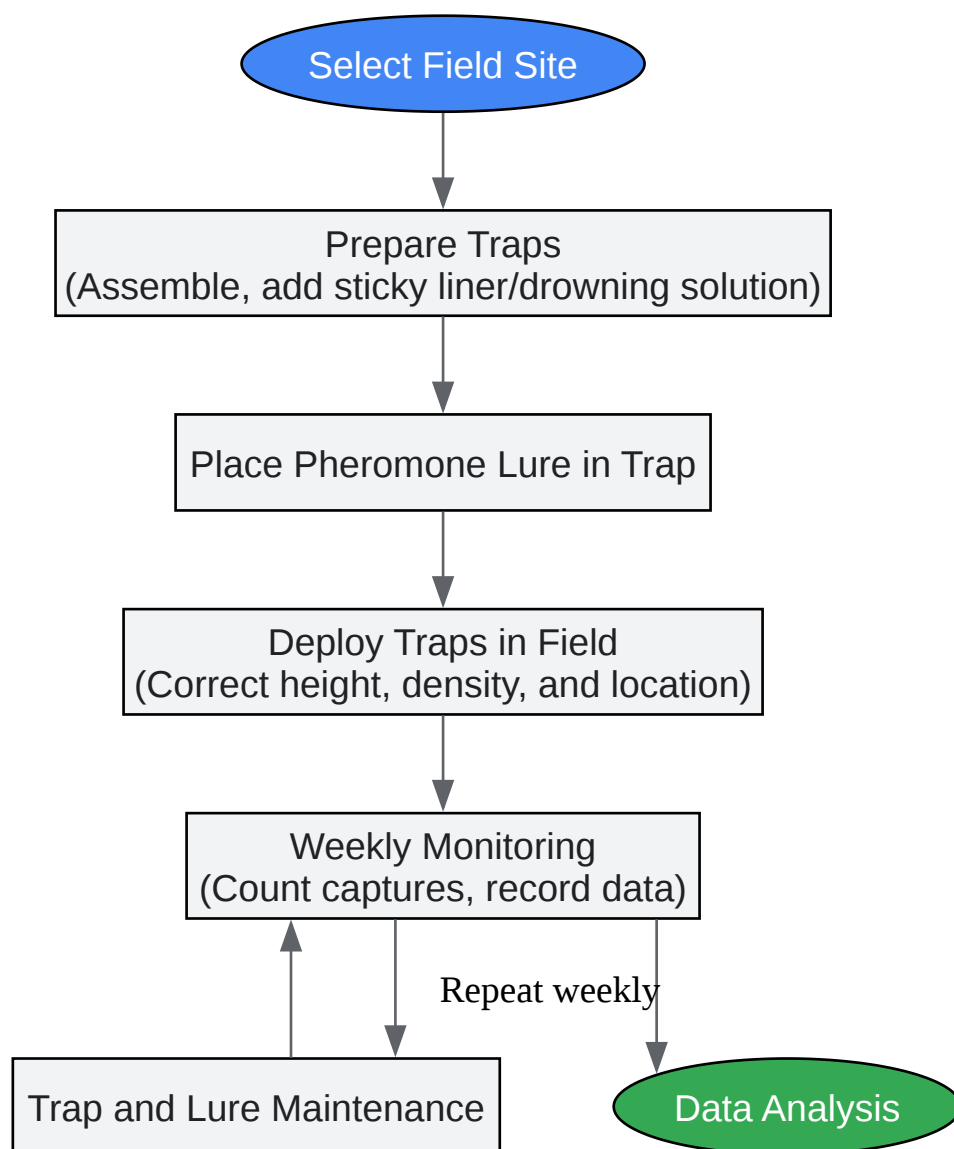 Select Field Site
Prepare Traps
(Assemble, add sticky liner/drowning solution)
Place Pheromone Lure in Trap
Deploy Traps in Field
(Correct height, density, and location)
Weekly Monitoring
(Count captures, record data)
Repeat weekly
Trap and Lure Maintenance
Data Analysis